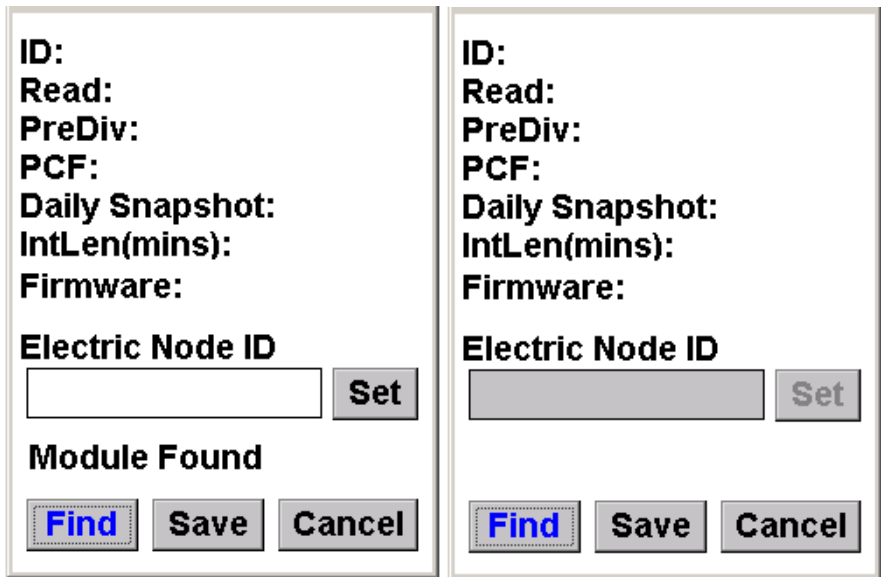 ID:
Read:
PreDiv:
PCF:
Daily Snapshot:
IntLen(mins):
Firmware:
Electric Node ID
Set
Module Found
Find Save Cancel
ID:
Read:
PreDiv:
PCF:
Daily Snapshot:
IntLen(mins):
Firmware:
Electric Node ID
Set
Find Save Cancel